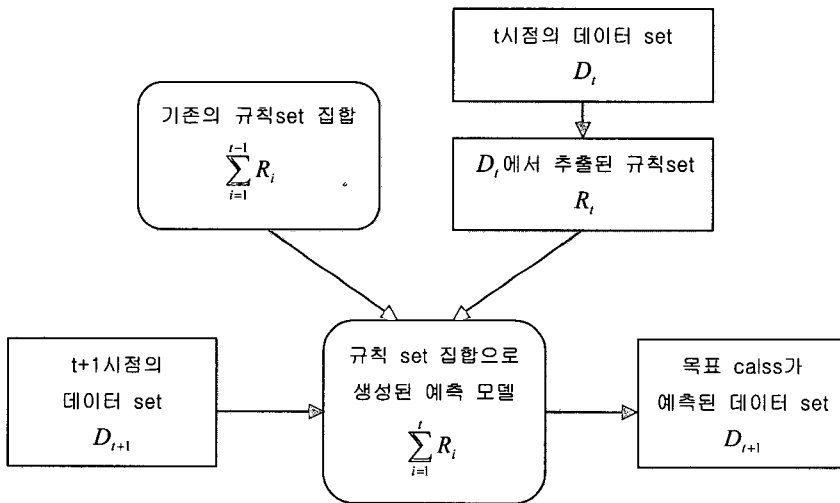 t시점의 데이터 set
D_t
기존의 규칙set 집합
\sum_{i=1}^{t-1} R_i
D_t에서 추출된 규칙set
R_t
t+1시점의
데이터 set
D_{t+1}
규칙 set 집합으로
생성된 예측 모델
\sum_{i=1}^{t} R_i
목표 calss가
예측된 데이터 set
D_{t+1}